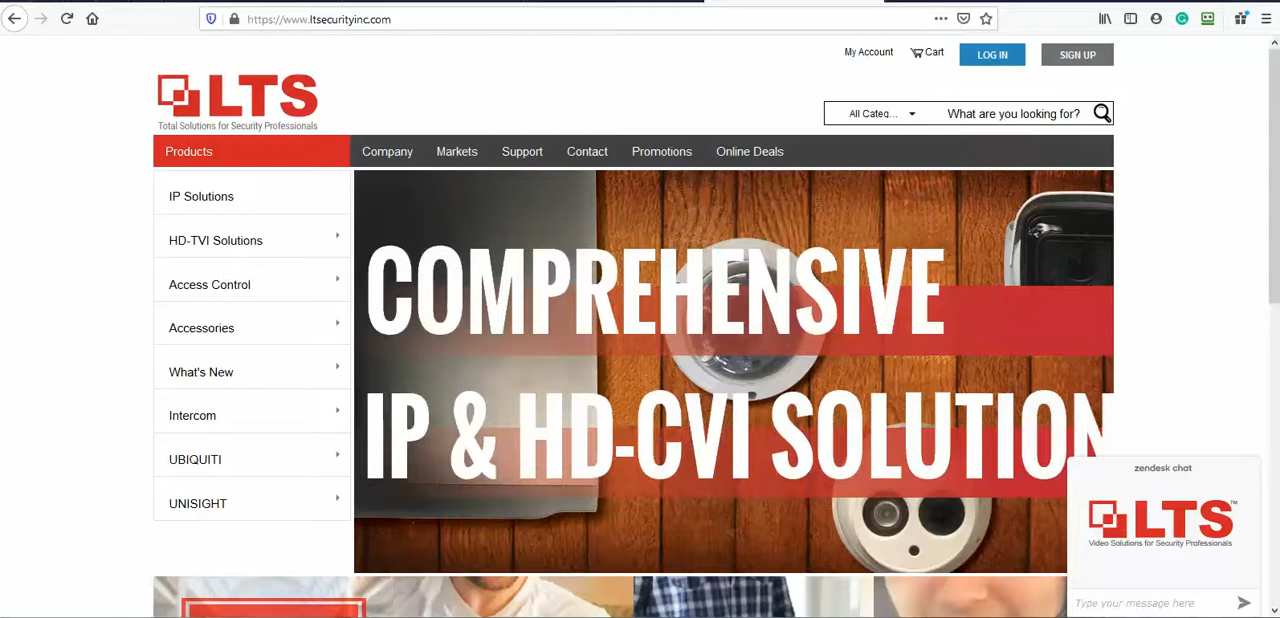 https://www.ltsecurityinc.com
My Account Cart LOG IN SIGN UP
LTS
Total Solutions for Security Professionals
All Categ... What are you looking for?
Products Company Markets Support Contact Promotions Online Deals
IP Solutions
HD-TVI Solutions
Access Control
Accessories
What's New
Intercom
UBIQUITI
UNISIGHT
COMPREHENSIVE
IP & HD-CVI SOLUTION
zendesk chat
LTS™
Video Solutions for Security Professionals
Type your message here